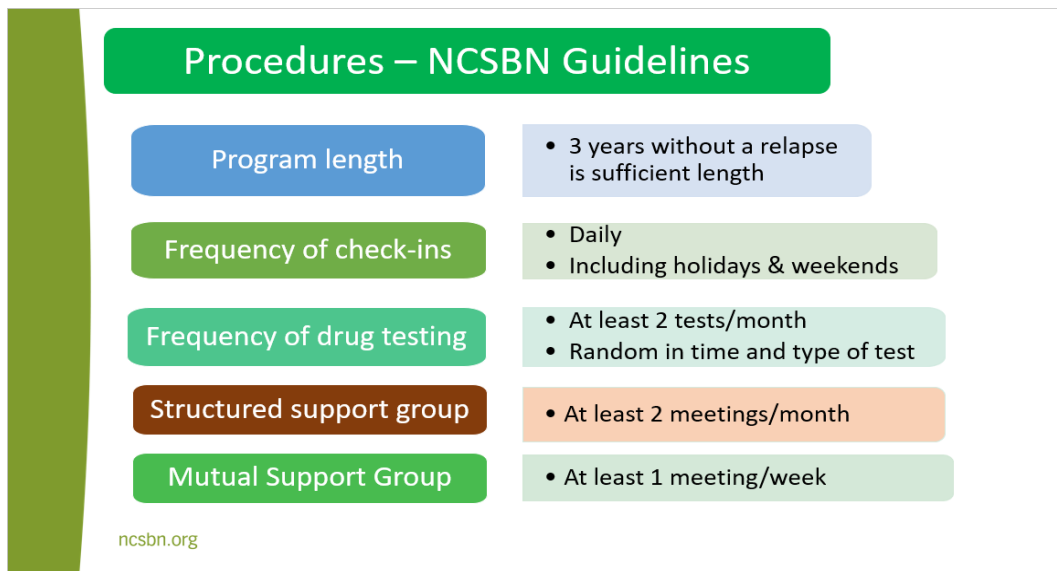 Procedures – NCSBN Guidelines
Program length
• 3 years without a relapse
is sufficient length
Frequency of check-ins
• Daily
• Including holidays & weekends
Frequency of drug testing
• At least 2 tests/month
• Random in time and type of test
Structured support group
• At least 2 meetings/month
Mutual Support Group
• At least 1 meeting/week
ncsbn.org